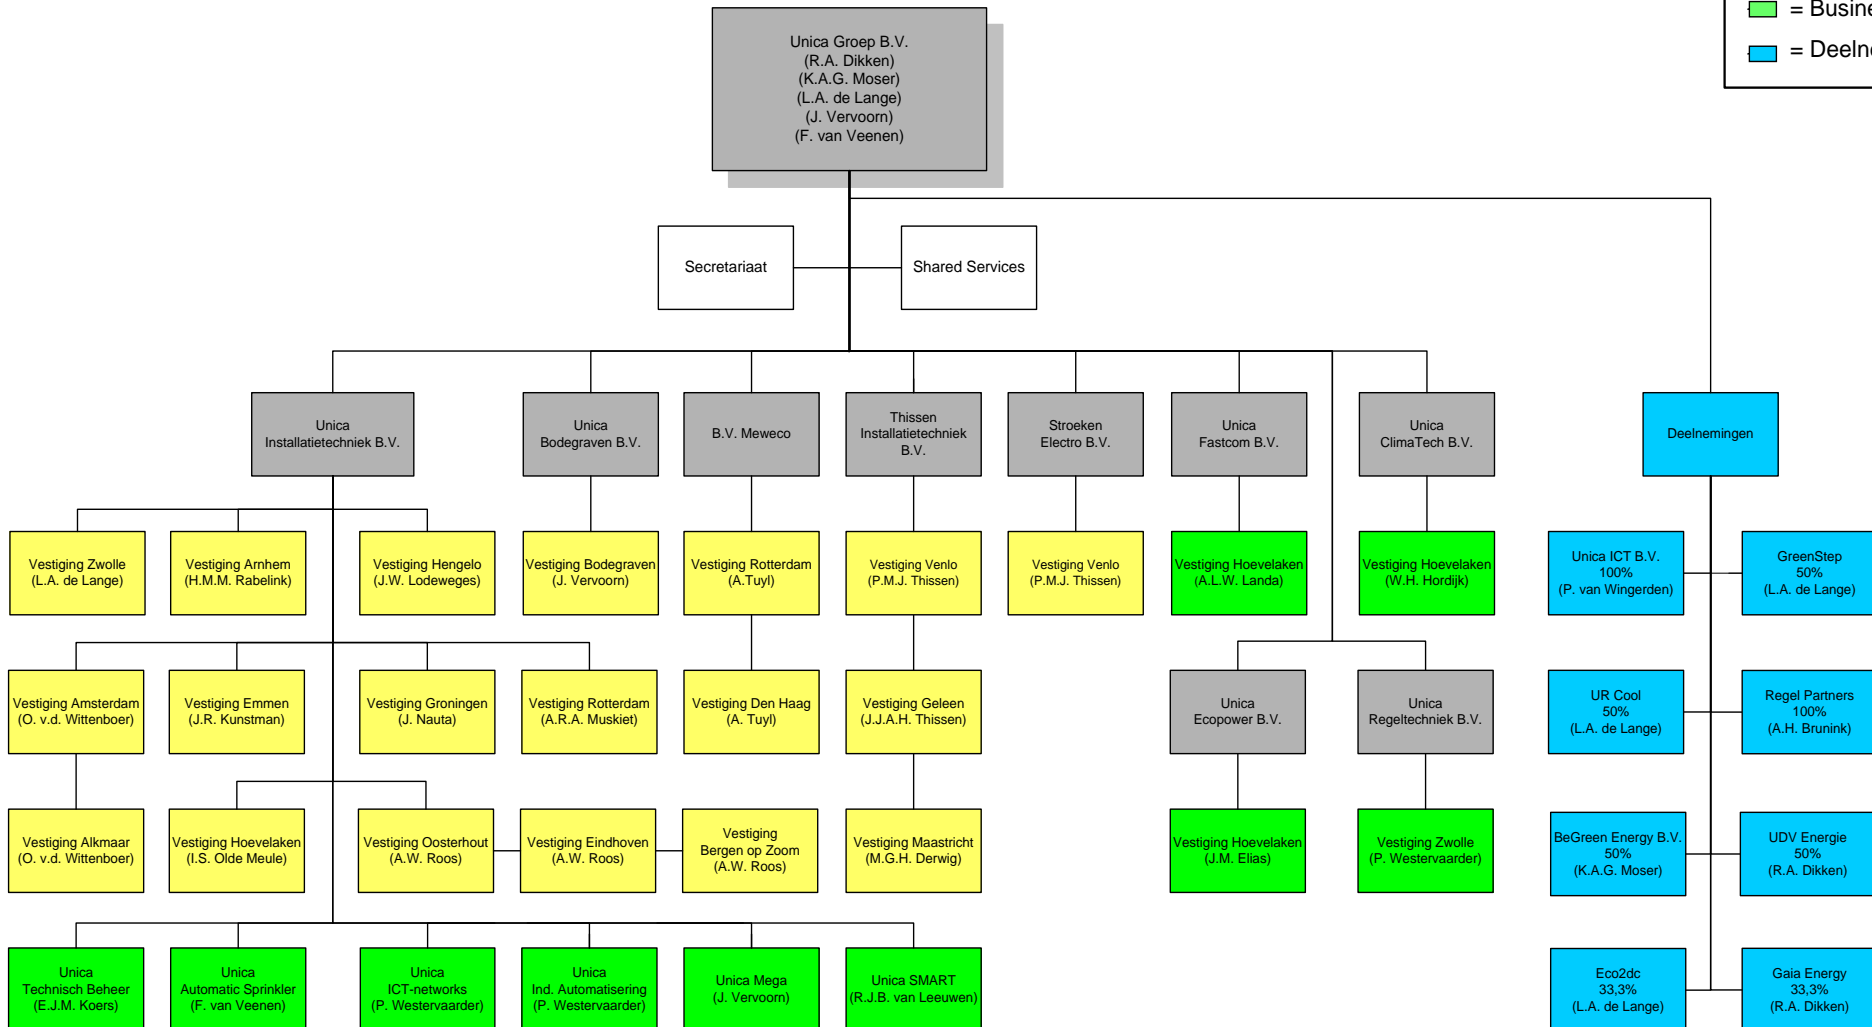 = Busine
= Deelne
Unica Groep B.V.
(R.A. Dikken)
(K.A.G. Moser)
(L.A. de Lange)
(J. Vervoorn)
(F. van Veenen)
Secretariaat
Shared Services
Unica
Installatietechniek B.V.
Unica
Bodegraven B.V.
B.V. Meweco
Thissen
Installatietechniek
B.V.
Stroeken
Electro B.V.
Unica
Fastcom B.V.
Unica
ClimaTech B.V.
Deelnemingen
Vestiging Zwolle
(L.A. de Lange)
Vestiging Arnhem
(H.M.M. Rabelink)
Vestiging Hengelo
(J.W. Lodeweges)
Vestiging Bodegraven
(J. Vervoorn)
Vestiging Rotterdam
(A.Tuyl)
Vestiging Venlo
(P.M.J. Thissen)
Vestiging Venlo
(P.M.J. Thissen)
Vestiging Hoevelaken
(A.L.W. Landa)
Vestiging Hoevelaken
(W.H. Hordijk)
Unica ICT B.V.
100%
(P. van Wingerden)
GreenStep
50%
(L.A. de Lange)
Vestiging Amsterdam
(O. v.d. Wittenboer)
Vestiging Emmen
(J.R. Kunstman)
Vestiging Groningen
(J. Nauta)
Vestiging Rotterdam
(A.R.A. Muskiet)
Vestiging Den Haag
(A. Tuyl)
Vestiging Geleen
(J.J.A.H. Thissen)
Unica
Ecopower B.V.
Unica
Regeltechniek B.V.
UR Cool
50%
(L.A. de Lange)
Regel Partners
100%
(A.H. Brunink)
Vestiging Alkmaar
(O. v.d. Wittenboer)
Vestiging Hoevelaken
(I.S. Olde Meule)
Vestiging Oosterhout
(A.W. Roos)
Vestiging Eindhoven
(A.W. Roos)
Vestiging
Bergen op Zoom
(A.W. Roos)
Vestiging Maastricht
(M.G.H. Derwig)
Vestiging Hoevelaken
(J.M. Elias)
Vestiging Zwolle
(P. Westervaarder)
BeGreen Energy B.V.
50%
(K.A.G. Moser)
UDV Energie
50%
(R.A. Dikken)
Unica
Technisch Beheer
(E.J.M. Koers)
Unica
Automatic Sprinkler
(F. van Veenen)
Unica
ICT-networks
(P. Westervaarder)
Unica
Ind. Automatisering
(P. Westervaarder)
Unica Mega
(J. Vervoorn)
Unica SMART
(R.J.B. van Leeuwen)
Eco2dc
33,3%
(L.A. de Lange)
Gaia Energy
33,3%
(R.A. Dikken)